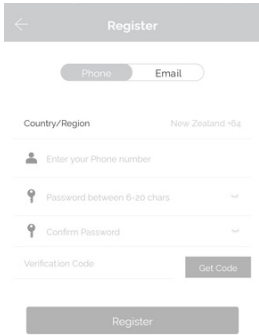 Register
Phone Email
Country/Region New Zealand +64
Enter your Phone number
Password between 6-20 chars
Confirm Password
Verification Code Get Code
Register